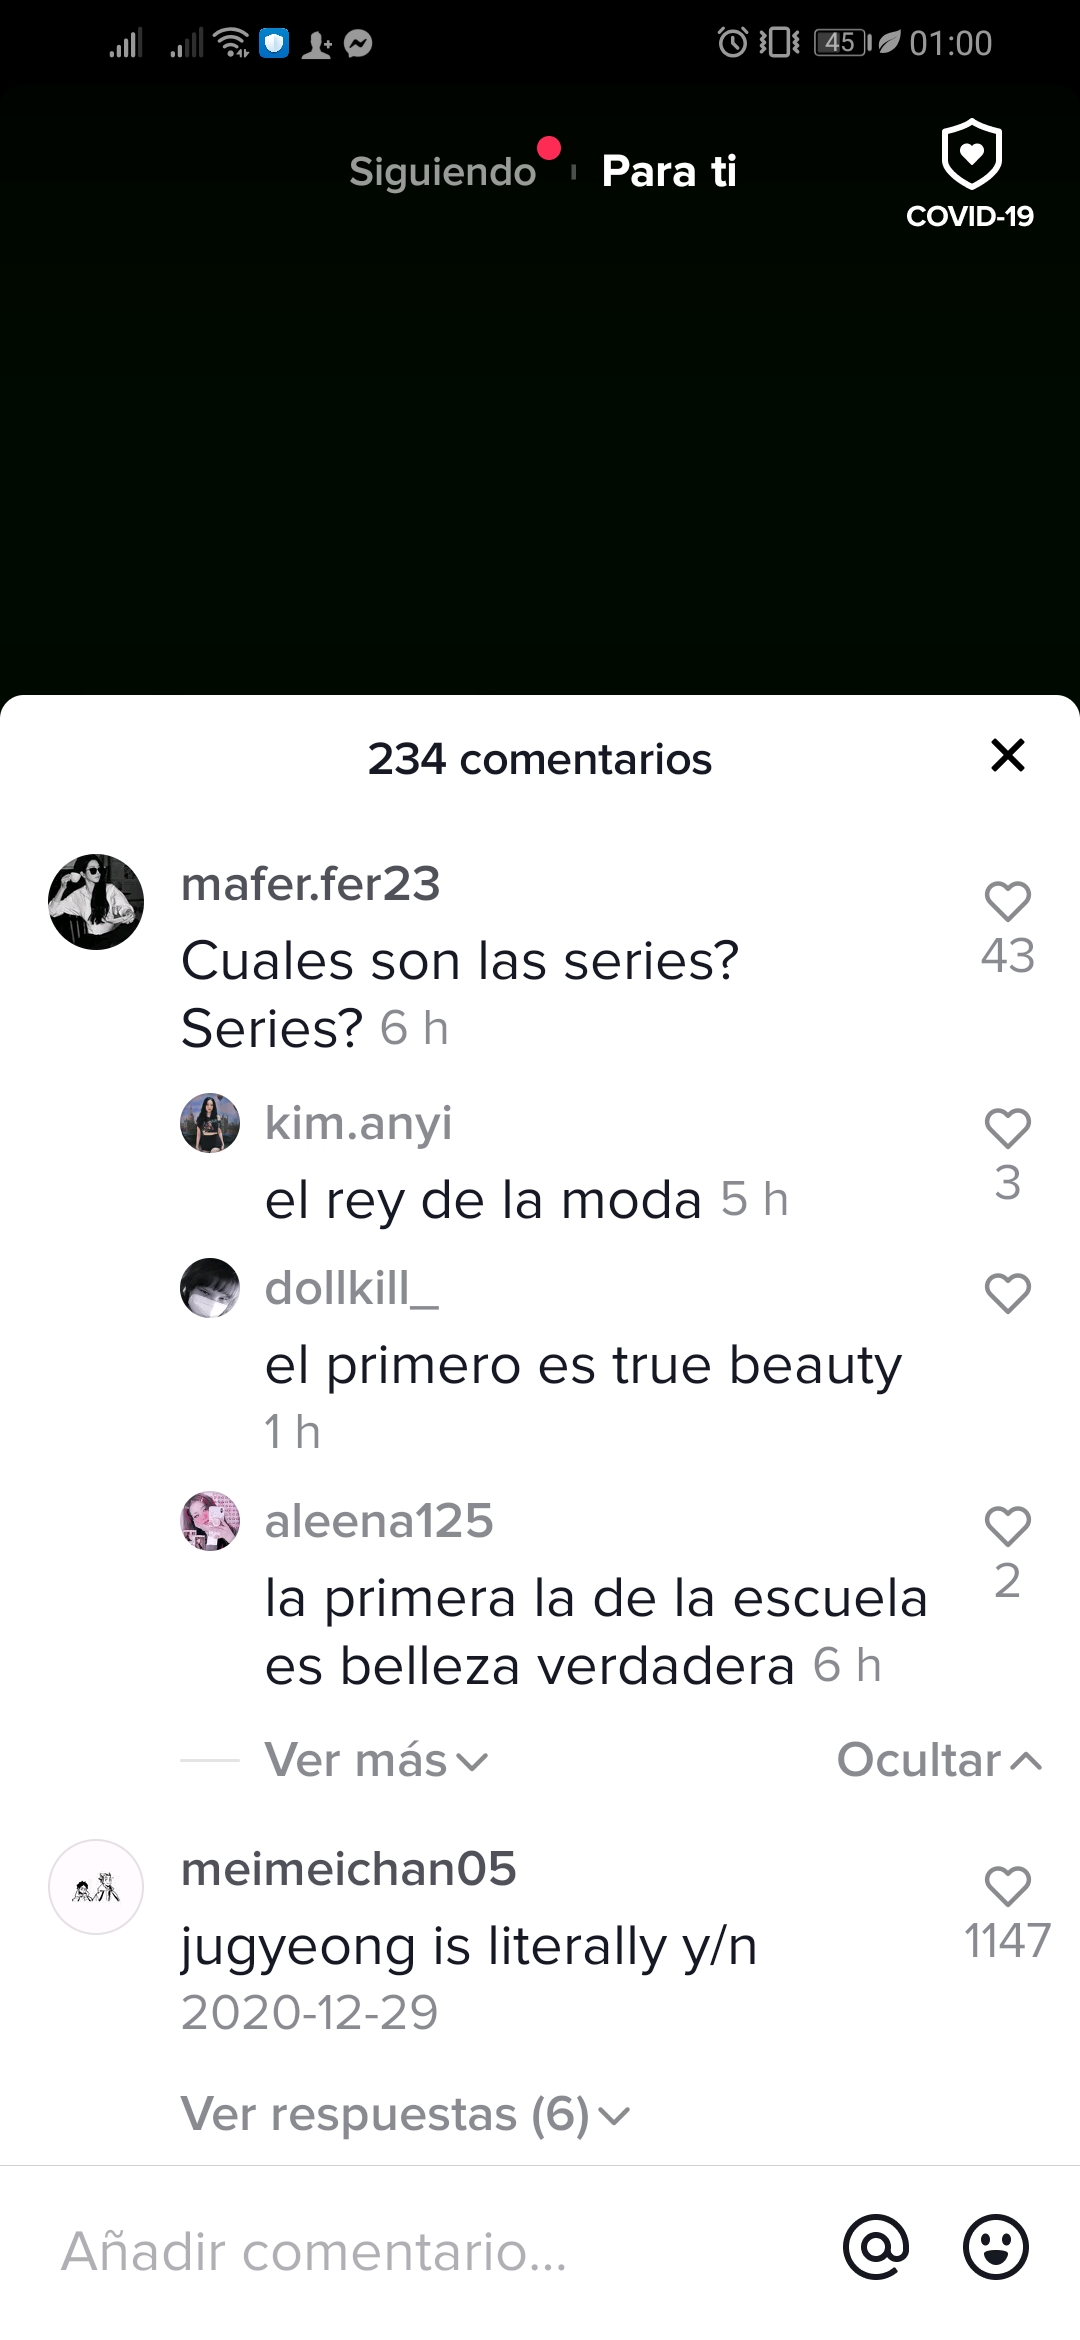 45 01:00
Siguiendo Para ti
COVID-19
234 comentarios
mafer.fer23
Cuales son las series?
43
Series? 6 h
kim.anyi
3
el rey de la moda 5 h
dollkill_
el primero es true beauty
1 h
aleena125
2
la primera la de la escuela
es belleza verdadera 6 h
Ver más Ocultar
meimeichan05
jugyeong is literally y/n
1147
2020-12-29
Ver respuestas (6)
Añadir comentario...